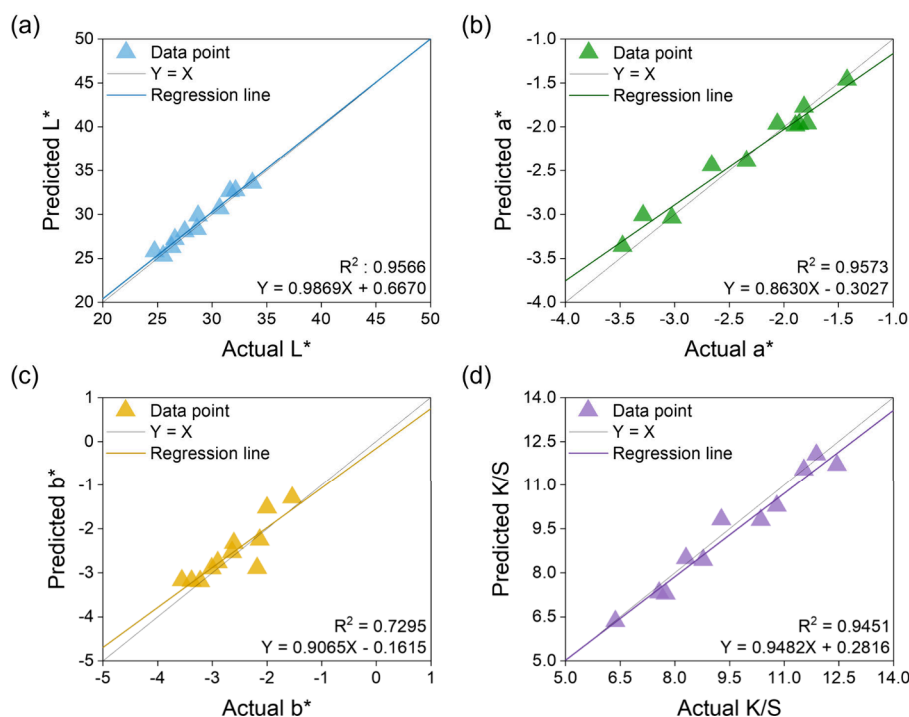 (a)
50
45
40
35
30
25
20
20 25 30 35 40 45 50
Predicted L*
Actual L*
Data point
Y = X
Regression line
R² : 0.9566
Y = 0.9869X + 0.6670
(b)
-1.0
-1.5
-2.0
-2.5
-3.0
-3.5
-4.0
-4.0 -3.5 -3.0 -2.5 -2.0 -1.5 -1.0
Predicted a*
Actual a*
Data point
Y = X
Regression line
R² = 0.9573
Y = 0.8630X - 0.3027
(c)
1
0
-1
-2
-3
-4
-5
-5 -4 -3 -2 -1 0 1
Predicted b*
Actual b*
Data point
Y = X
Regression line
R² = 0.7295
Y = 0.9065X - 0.1615
(d)
14.0
12.5
11.0
9.5
8.0
6.5
5.0
5.0 6.5 8.0 9.5 11.0 12.5 14.0
Predicted K/S
Actual K/S
Data point
Y = X
Regression line
R² = 0.9451
Y = 0.9482X + 0.2816